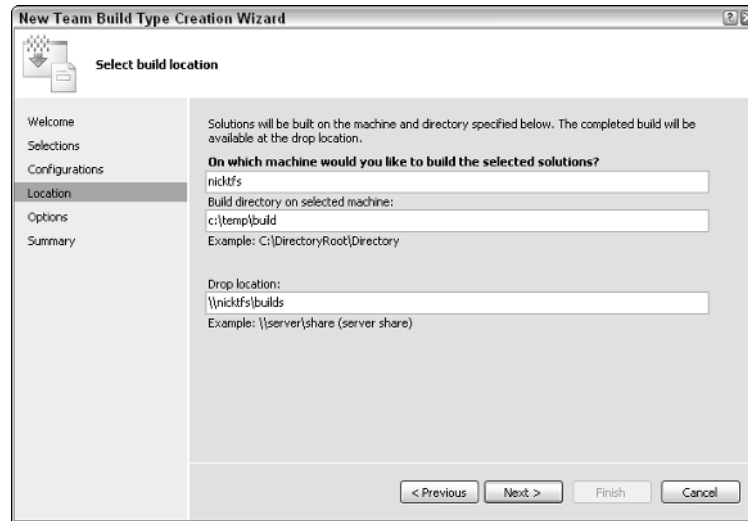 New Team Build Type Creation Wizard
Select build location
Welcome
Selections
Configurations
Location
Options
Summary
Solutions will be built on the machine and directory specified below. The completed build will be
available at the drop location.
On which machine would you like to build the selected solutions?
nicktfs
Build directory on selected machine:
c:\temp\build
Example: C:\DirectoryRoot\Directory
Drop location:
\\nicktfs\builds
Example: \\server\share (server share)
< Previous
Next >
Finish
Cancel